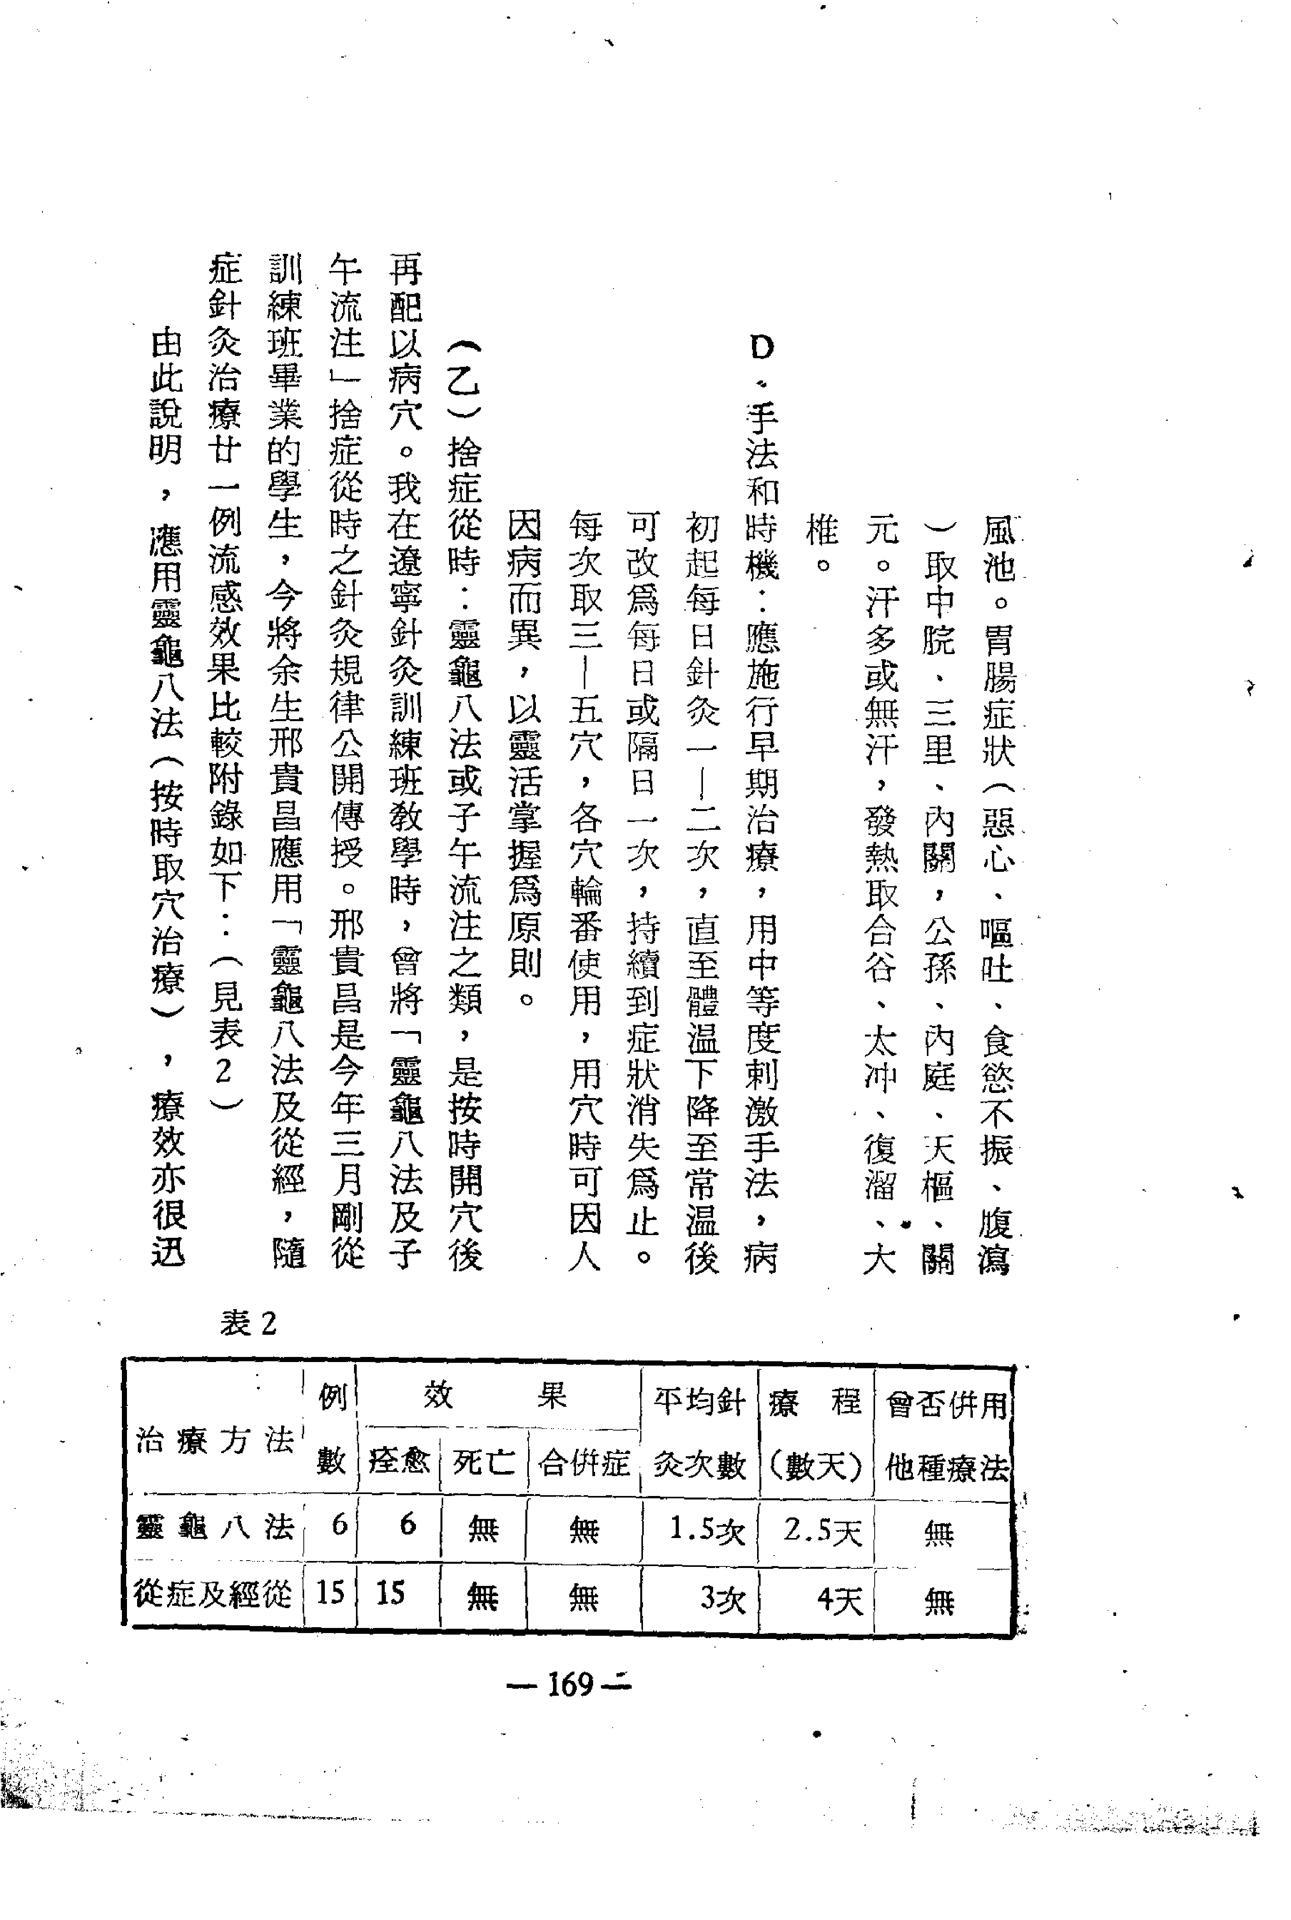 風池。胃腸症狀(惡心、嘔吐、食慾不振、腹瀉
)取中脘、三里、內關,公孫、內庭、天樞、關
元。汗多或無汗,發熱取合谷、太冲、復溜、大
椎。
D、手法和時機:應施行早期治療,用中等度刺激手法,病
初起每日針灸一—二次,直至體温下降至常温後
可改爲每日或隔日一次,持續到症狀消失爲止。
每次取三—五穴,各穴輪番使用,用穴時可因人
因病而異,以靈活掌握爲原則。
(乙)捨症從時:靈龜八法或子午流注之類,是按時開穴後
再配以病穴。我在遼寧針灸訓練班教學時,曾將「靈龜八法及子
午流注」捨症從時之針灸規律公開傳授。邢貴昌是今年三月剛從
訓練班畢業的學生,今將余生邢貴昌應用「靈龜八法及從經,隨
症針灸治療廿一例流感效果比較附錄如下:(見表2)
由此說明,應用靈龜八法(按時取穴治療),療效亦很迅
表2
治療方法 例數 效果 平均針灸次數 療程(數天) 曾否併用他種療法
痊愈 死亡 合併症
靈龜八法 6 6 無 無 1.5次 2.5天 無
從症及經從 15 15 無 無 3次 4天 無
— 169 —